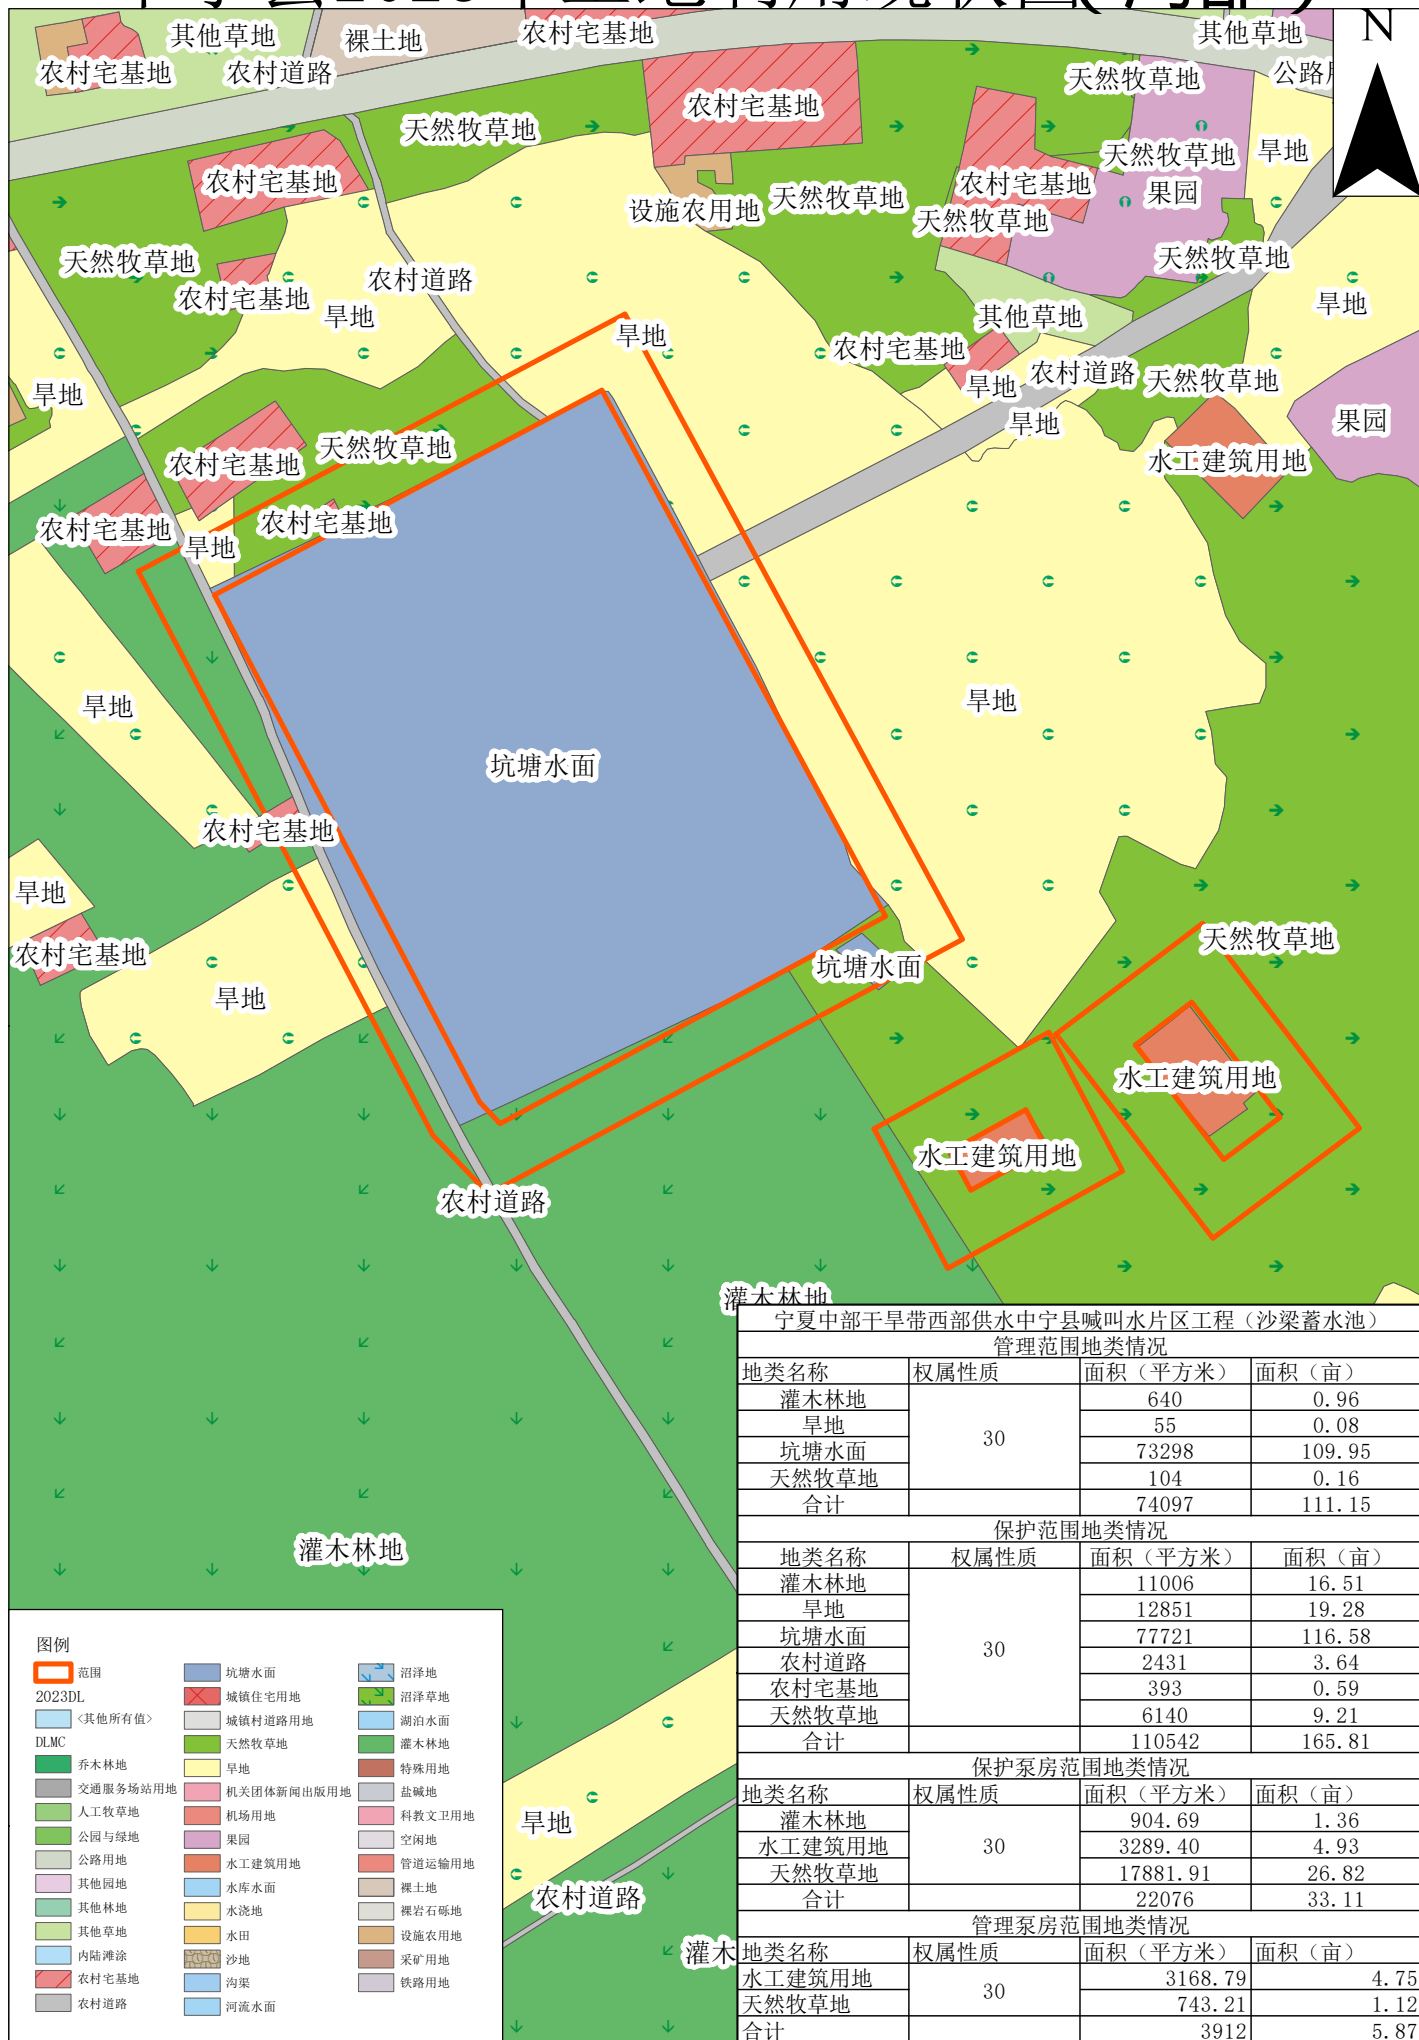 N
其他草地
裸土地
农村宅基地
其他草地
农村宅基地
农村道路
天然牧草地
公路
天然牧草地
农村宅基地
天然牧草地
旱地
农村宅基地
农村宅基地
果园
设施农用地
天然牧草地
天然牧草地
天然牧草地
天然牧草地
农村道路
农村宅基地
旱地
旱地
旱地
其他草地
农村宅基地
旱地
农村道路
天然牧草地
旱地
旱地
果园
农村宅基地
天然牧草地
水工建筑用地
农村宅基地
农村宅基地
旱地
旱地
旱地
坑塘水面
农村宅基地
旱地
农村宅基地
旱地
坑塘水面
天然牧草地
水工建筑用地
水工建筑用地
农村道路
灌木林地
灌木林地
旱地
农村道路
灌木
宁夏中部干旱带西部供水中宁县喊叫水片区工程（沙梁蓄水池）
管理范围地类情况
地类名称 权属性质 面积（平方米） 面积（亩）
灌木林地 30 640 0.96
旱地 55 0.08
坑塘水面 73298 109.95
天然牧草地 104 0.16
合计 74097 111.15
保护范围地类情况
地类名称 权属性质 面积（平方米） 面积（亩）
灌木林地 30 11006 16.51
旱地 12851 19.28
坑塘水面 77721 116.58
农村道路 2431 3.64
农村宅基地 393 0.59
天然牧草地 6140 9.21
合计 110542 165.81
保护泵房范围地类情况
地类名称 权属性质 面积（平方米） 面积（亩）
灌木林地 30 904.69 1.36
水工建筑用地 3289.40 4.93
天然牧草地 17881.91 26.82
合计 22076 33.11
管理泵房范围地类情况
地类名称 权属性质 面积（平方米） 面积（亩）
水工建筑用地 30 3168.79 4.75
天然牧草地 743.21 1.12
合计 3912 5.87
图例
范围
2023DL
<其他所有值>
DLMC
乔木林地
交通服务场站用地
人工牧草地
公园与绿地
公路用地
其他园地
其他林地
其他草地
内陆滩涂
农村宅基地
农村道路
坑塘水面
城镇住宅用地
城镇村道路用地
天然牧草地
旱地
机关团体新闻出版用地
机场用地
果园
水工建筑用地
水库水面
水浇地
水田
沙地
沟渠
河流水面
沼泽地
沼泽草地
湖泊水面
灌木林地
特殊用地
盐碱地
科教文卫用地
空闲地
管道运输用地
裸土地
裸岩石砾地
设施农用地
采矿用地
铁路用地